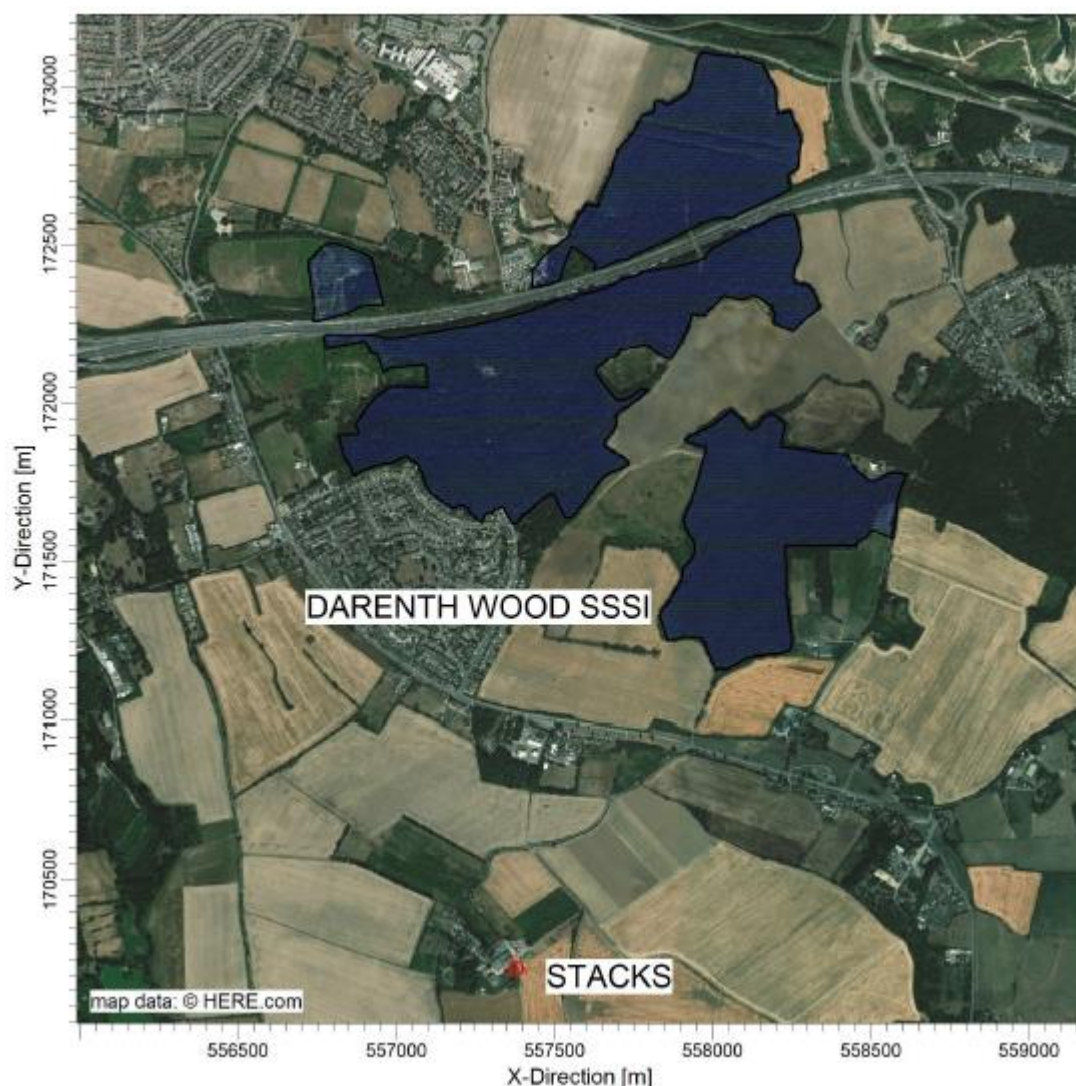 Y-Direction [m]
173000
172500
172000
171500
171000
170500
DARENTH WOOD SSSI
STACKS
map data: © HERE.com
556500 557000 557500 558000 558500 559000
X-Direction [m]